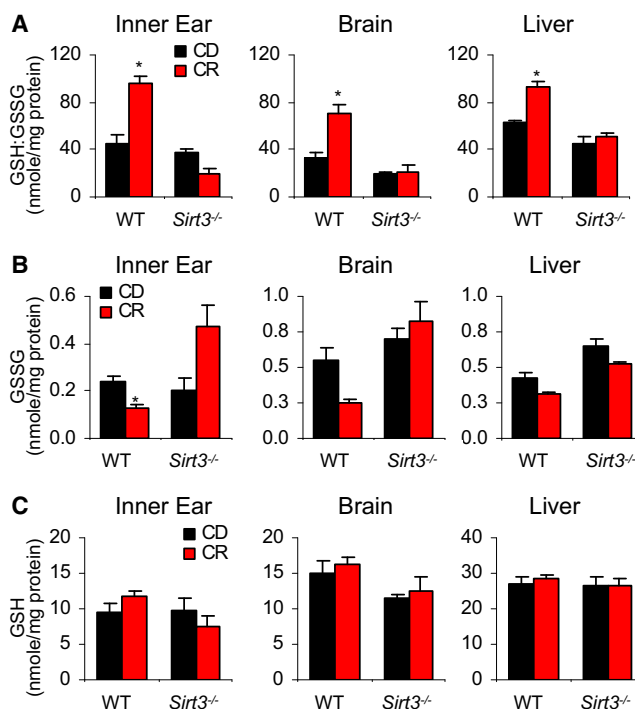 A
Inner Ear
Brain
Liver
GSH:GSSG
(nmole/mg protein)
120
80
40
0
CD
CR
*
WT
Sirt3-/-
120
80
40
0
*
WT
Sirt3-/-
120
80
40
0
*
WT
Sirt3-/-
B
Inner Ear
Brain
Liver
GSSG
(nmole/mg protein)
0.6
0.4
0.2
0.0
CD
CR
*
WT
Sirt3-/-
1.0
0.8
0.5
0.3
0.0
WT
Sirt3-/-
1.0
0.8
0.5
0.3
0.0
WT
Sirt3-/-
C
Inner Ear
Brain
Liver
GSH
(nmole/mg protein)
20
15
10
5
0
CD
CR
WT
Sirt3-/-
20
15
10
5
0
WT
Sirt3-/-
40
30
20
10
0
WT
Sirt3-/-